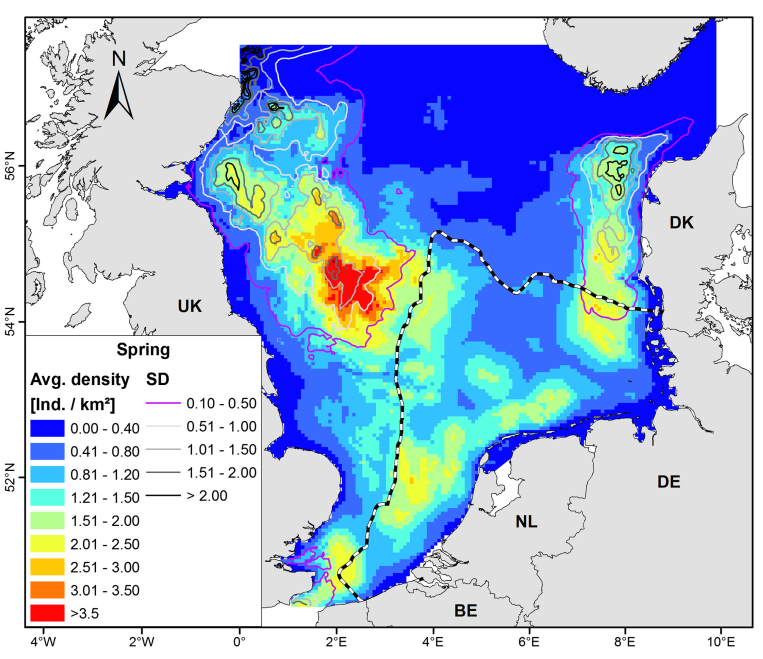 N
56°N
DK
UK
54°N
Spring
Avg. density SD
[Ind. / km²]
0.10 - 0.50
0.00 - 0.40
0.51 - 1.00
0.41 - 0.80
1.01 - 1.50
0.81 - 1.20
1.51 - 2.00
1.21 - 1.50
> 2.00
1.51 - 2.00
2.01 - 2.50
2.51 - 3.00
3.01 - 3.50
>3.5
52°N
DE
NL
BE
4°W 2°W 0° 2°E 4°E 6°E 8°E 10°E